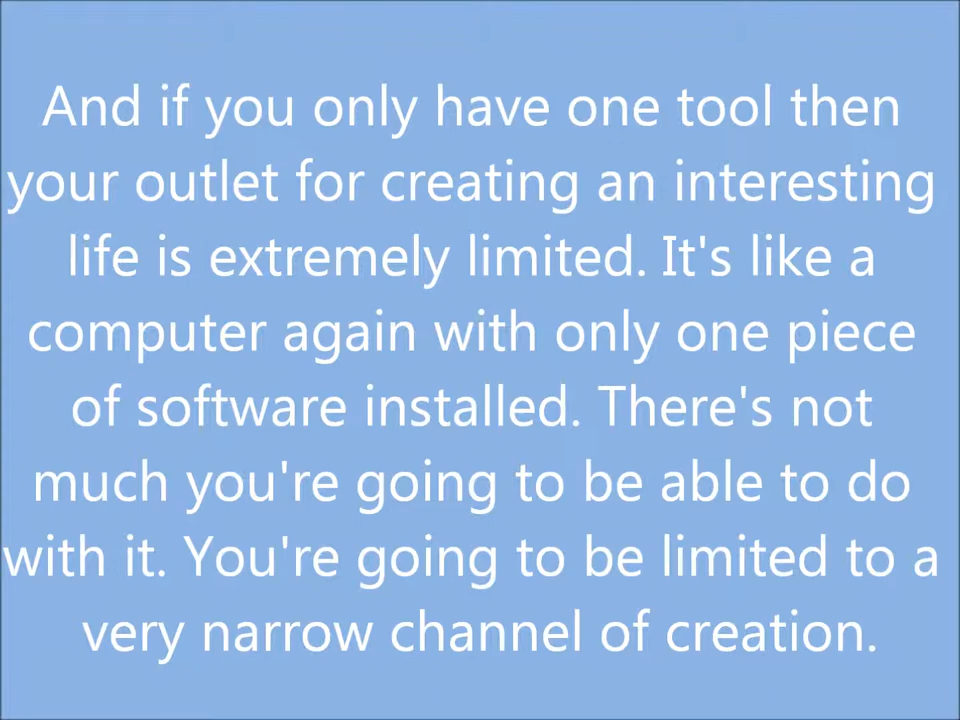 And if you only have one tool then
your outlet for creating an interesting
life is extremely limited. It's like a
computer again with only one piece
of software installed. There's not
much you're going to be able to do
with it. You're going to be limited to a
very narrow channel of creation.